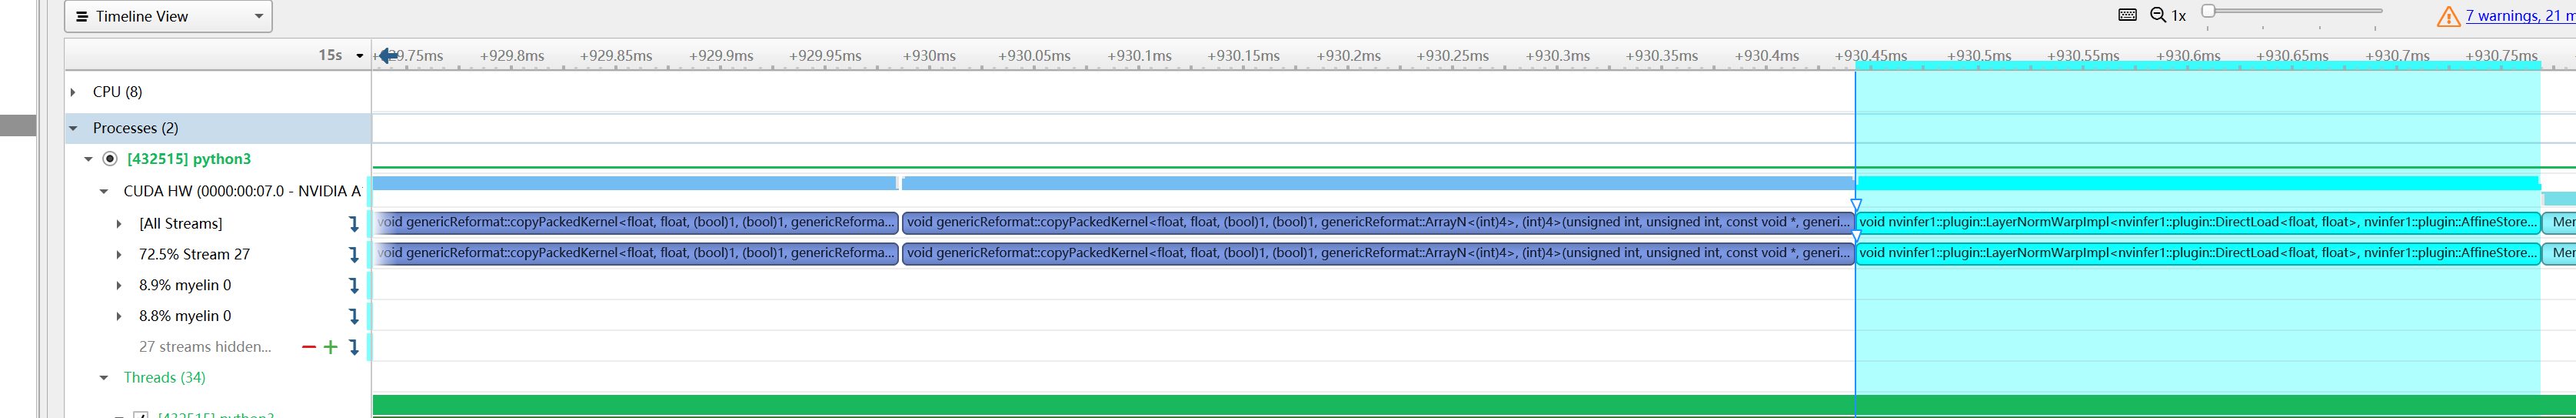 Timeline View
1x
7 warnings, 21 m
15s
+929.75ms +929.8ms +929.85ms +929.9ms +929.95ms +930ms +930.05ms +930.1ms +930.15ms +930.2ms +930.25ms +930.3ms +930.35ms +930.4ms +930.45ms +930.5ms +930.55ms +930.6ms +930.65ms +930.7ms +930.75ms
CPU (8)
Processes (2)
[432515] python3
CUDA HW (0000:00:07.0 - NVIDIA A
[All Streams]
void genericReformat::copyPackedKernel<float, float, (bool)1, (bool)1, genericReforma... void genericReformat::copyPackedKernel<float, float, (bool)1, (bool)1, genericReformat::ArrayN<(int)4>, (int)4>(unsigned int, unsigned int, const void *, generi... void nvinfer1::plugin::LayerNormWarpImpl<nvinfer1::plugin::DirectLoad<float, float>, nvinfer1::plugin::AffineStore... Mer
72.5% Stream 27
void genericReformat::copyPackedKernel<float, float, (bool)1, (bool)1, genericReforma... void genericReformat::copyPackedKernel<float, float, (bool)1, (bool)1, genericReformat::ArrayN<(int)4>, (int)4>(unsigned int, unsigned int, const void *, generi... void nvinfer1::plugin::LayerNormWarpImpl<nvinfer1::plugin::DirectLoad<float, float>, nvinfer1::plugin::AffineStore... Mer
8.9% myelin 0
8.8% myelin 0
27 streams hidden...
Threads (34)
[432515] python3